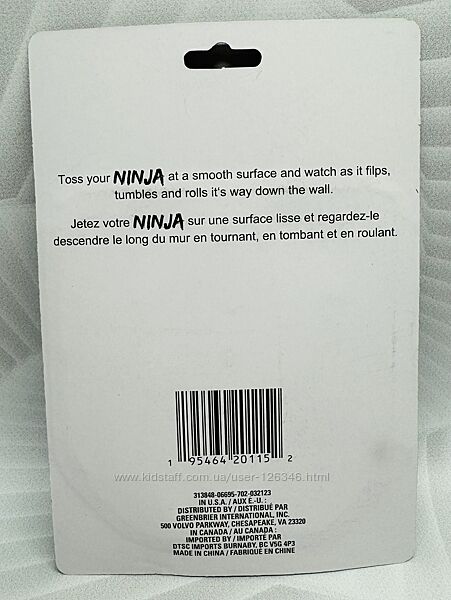 Toss your NINJA at a smooth surface and watch as it filps,
tumbles and rolls it's way down the wall.
Jetez votre NINJA sur une surface lisse et regardez-le
descendre le long du mur en tournant, en tombant et en roulant.
1 95464 20115 2
www.kidstaff.com.ua/user-126346.html
313848-06695-702-032123
IN U.S.A. / AUX E.-U. :
DISTRIBUTED BY / DISTRIBUÉ PAR
GREENBRIER INTERNATIONAL, INC.
500 VOLVO PARKWAY, CHESAPEAKE, VA 23320
IN CANADA / AU CANADA :
IMPORTED BY / IMPORTÉ PAR
DTSC IMPORTS BURNABY, BC V5G 4P3
MADE IN CHINA / FABRIQUÉ EN CHINE